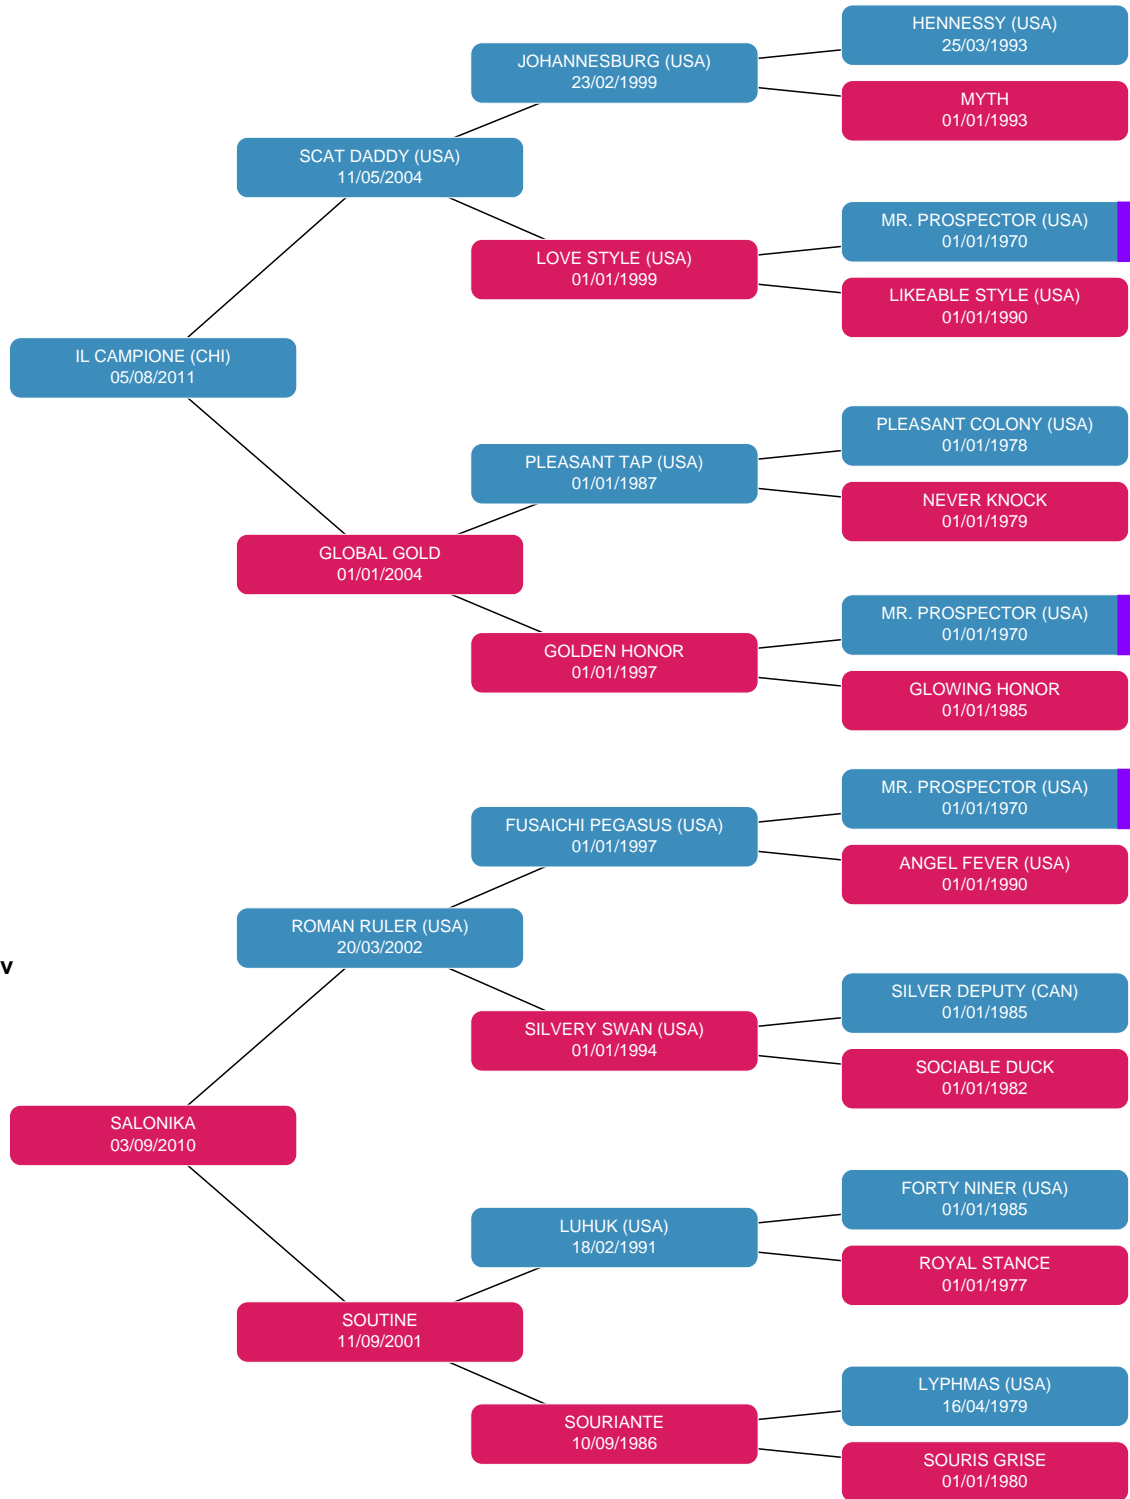 HENNESSY (USA)
25/03/1993
JOHANNESBURG (USA)
23/02/1999
MYTH
01/01/1993
SCAT DADDY (USA)
11/05/2004
MR. PROSPECTOR (USA)
01/01/1970
LOVE STYLE (USA)
01/01/1999
LIKEABLE STYLE (USA)
01/01/1990
IL CAMPIONE (CHI)
05/08/2011
PLEASANT COLONY (USA)
01/01/1978
PLEASANT TAP (USA)
01/01/1987
NEVER KNOCK
01/01/1979
GLOBAL GOLD
01/01/2004
MR. PROSPECTOR (USA)
01/01/1970
GOLDEN HONOR
01/01/1997
GLOWING HONOR
01/01/1985
MR. PROSPECTOR (USA)
01/01/1970
FUSAICHI PEGASUS (USA)
01/01/1997
ANGEL FEVER (USA)
01/01/1990
ROMAN RULER (USA)
20/03/2002
v
SILVER DEPUTY (CAN)
01/01/1985
SILVERY SWAN (USA)
01/01/1994
SOCIABLE DUCK
01/01/1982
SALONIKA
03/09/2010
FORTY NINER (USA)
01/01/1985
LUHUK (USA)
18/02/1991
ROYAL STANCE
01/01/1977
SOUTINE
11/09/2001
LYPHMAS (USA)
16/04/1979
SOURIANTE
10/09/1986
SOURIS GRISE
01/01/1980